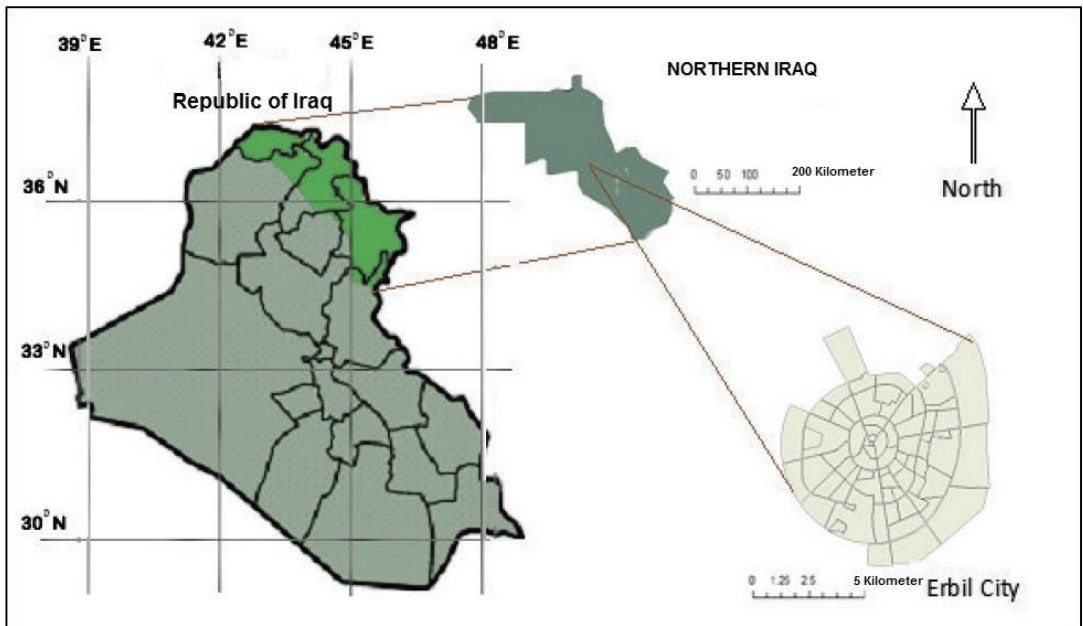 39°E
42°E
45°E
48°E
NORTHERN IRAQ
Republic of Iraq
36°N
0 50 100 200 Kilometer
North
33°N
30°N
0 1.25 2.5 5 Kilometer
Erbil City